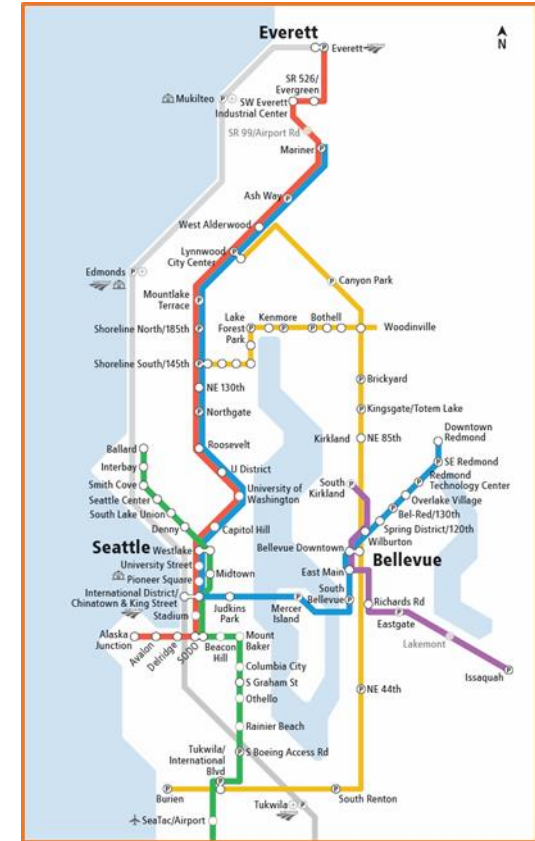 Everett
N
Everett
SR 526/
Evergreen
Mukilteo
SW Everett
Industrial Center
SR 99/Airport Rd
Mariner
Ash Way
West Alderwood
Lynnwood
City Center
Edmonds
Canyon Park
Mountlake
Terrace
Lake
Forest
Park
Kenmore
Bothell
Woodinville
Shoreline North/185th
Shoreline South/145th
NE 130th
Brickyard
Northgate
Kingsgate/Totem Lake
Downtown
Redmond
Roosevelt
Kirkland
NE 85th
Ballard
SE Redmond
Interbay
U District
South
Kirkland
Redmond
Technology Center
Smith Cove
University of
Washington
Overlake Village
Seattle Center
Bel-Red/130th
South Lake Union
Spring District/120th
Denny
Capitol Hill
Wilburton
Seattle
Westlake
Bellevue Downtown
Bellevue
University Street
Midtown
East Main
Pioneer Square
International District/
Chinatown & King Street
Judkins
Park
Mercer
Island
South
Bellevue
Richards Rd
Stadium
Eastgate
Alaska
Junction
Avalon
Delridge
SODO
Beacon
Hill
Mount
Baker
Lakemont
Issaquah
Columbia City
S Graham St
NE 44th
Othello
Rainier Beach
Tukwila/
International
Blvd
S Boeing Access Rd
Burien
South Renton
Tukwila
SeaTac/Airport